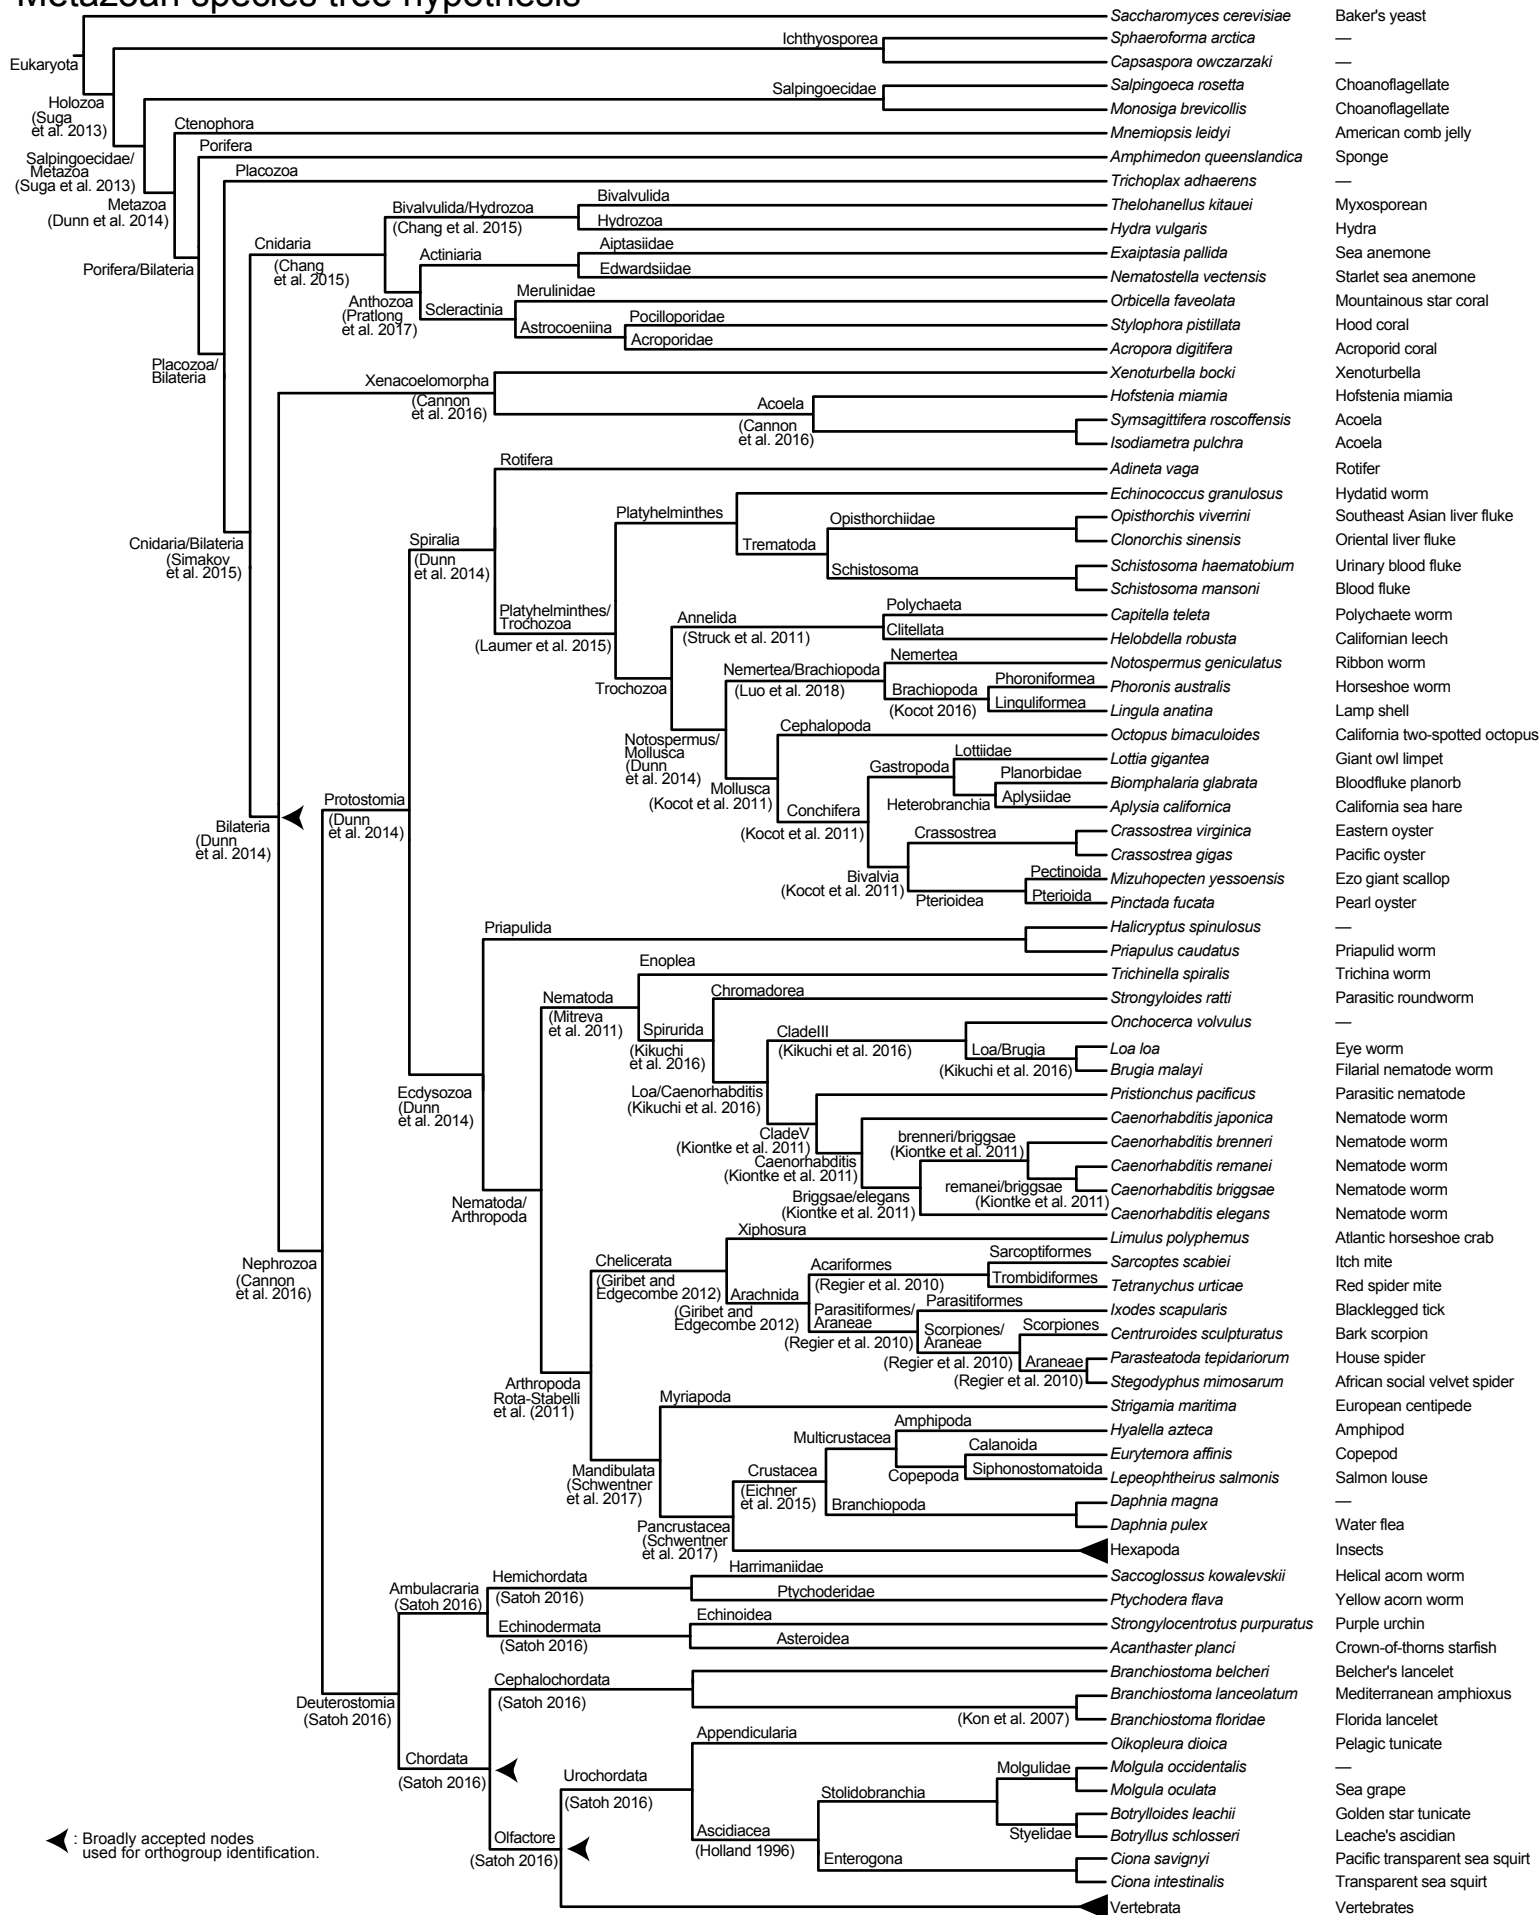 Metazoan species tree hypothesis
Saccharomyces cerevisiae Baker's yeast
Ichthyosporea Sphaeroforma arctica —
Eukaryota Capsaspora owczarzaki —
Salpingoecidae Salpingoeca rosetta Choanoflagellate
Holozoa Monosiga brevicollis Choanoflagellate
(Suga
et al. 2013)
Ctenophora Mnemiopsis leidyi American comb jelly
Porifera Amphimedon queenslandica Sponge
Salpingoecidae/
Metazoa
(Suga et al. 2013)
Placozoa Trichoplax adhaerens —
Metazoa
(Dunn et al. 2014)
Bivalvulida Thelohanellus kitauei Myxosporean
Bivalvulida/Hydrozoa
(Chang et al. 2015)
Hydrozoa Hydra vulgaris Hydra
Cnidaria
(Chang
et al. 2015)
Porifera/Bilateria
Actiniaria
Aiptasiidae Exaiptasia pallida Sea anemone
Edwardsiidae Nematostella vectensis Starlet sea anemone
Anthozoa
(Pratlong
et al. 2017)
Scleractinia
Merulinidae Orbicella faveolata Mountainous star coral
Astrocoeniina
Pocilloporidae Stylophora pistillata Hood coral
Acroporidae Acropora digitifera Acroporid coral
Placozoa/
Bilateria
Xenacoelomorpha
(Cannon
et al. 2016)
Xenoturbella bocki Xenoturbella
Acoela
(Cannon
et al. 2016)
Hofstenia miamia Hofstenia miamia
Symsagittifera roscoffensis Acoela
Isodiametra pulchra Acoela
Cnidaria/Bilateria
(Simakov
et al. 2015)
Rotifera Adineta vaga Rotifer
Spiralia
(Dunn
et al. 2014)
Platyhelminthes Echinococcus granulosus Hydatid worm
Trematoda
Opisthorchiidae Opisthorchis viverrini Southeast Asian liver fluke
Clonorchis sinensis Oriental liver fluke
Schistosoma Schistosoma haematobium Urinary blood fluke
Schistosoma mansoni Blood fluke
Platyhelminthes/
Trochozoa
(Laumer et al. 2015)
Annelida
(Struck et al. 2011)
Polychaeta Capitella teleta Polychaete worm
Clitellata Helobdella robusta Californian leech
Trochozoa
Nemertea/Brachiopoda
(Luo et al. 2018)
Nemertea Notospermus geniculatus Ribbon worm
Brachiopoda
(Kocot 2016)
Phoroniformea Phoronis australis Horseshoe worm
Linguliformea Lingula anatina Lamp shell
Notospermus/
Mollusca
(Dunn
et al. 2014)
Cephalopoda Octopus bimaculoides California two-spotted octopus
Mollusca
(Kocot et al. 2011)
Gastropoda
Lottiidae Lottia gigantea Giant owl limpet
Heterobranchia
Planorbidae Biomphalaria glabrata Bloodfluke planorb
Aplysiidae Aplysia californica California sea hare
Conchifera
(Kocot et al. 2011)
Crassostrea Crassostrea virginica Eastern oyster
Crassostrea gigas Pacific oyster
Bivalvia
(Kocot et al. 2011)
Pterioidea
Pectinoida Mizuhopecten yessoensis Ezo giant scallop
Pterioida Pinctada fucata Pearl oyster
Protostomia
(Dunn
et al. 2014)
Bilateria
(Dunn
et al. 2014)
Priapulida Halicryptus spinulosus —
Priapulus caudatus Priapulid worm
Enoplea Trichinella spiralis Trichina worm
Nematoda
(Mitreva
et al. 2011)
Chromadorea Strongyloides ratti Parasitic roundworm
Spirurida
(Kikuchi
et al. 2016)
CladeIII
(Kikuchi et al. 2016)
Onchocerca volvulus —
Loa/Brugia
(Kikuchi et al. 2016)
Loa loa Eye worm
Brugia malayi Filarial nematode worm
Ecdysozoa
(Dunn
et al. 2014)
Loa/Caenorhabditis
(Kikuchi et al. 2016)
Pristionchus pacificus Parasitic nematode
CladeV
(Kiontke et al. 2011)
Caenorhabditis japonica Nematode worm
Caenorhabditis
(Kiontke et al. 2011)
brenneri/briggsae
(Kiontke et al. 2011)
Caenorhabditis brenneri Nematode worm
Caenorhabditis remanei Nematode worm
remanei/briggsae
(Kiontke et al. 2011)
Caenorhabditis briggsae Nematode worm
Briggsae/elegans
(Kiontke et al. 2011)
Caenorhabditis elegans Nematode worm
Nematoda/
Arthropoda
Xiphosura Limulus polyphemus Atlantic horseshoe crab
Chelicerata
(Giribet and
Edgecombe 2012)
Nephrozoa
(Cannon
et al. 2016)
Acariformes
(Regier et al. 2010)
Sarcoptiformes Sarcoptes scabiei Itch mite
Trombidiformes Tetranychus urticae Red spider mite
Arachnida
(Giribet and
Edgecombe 2012)
Parasitiformes/
Araneae
(Regier et al. 2010)
Parasitiformes Ixodes scapularis Blacklegged tick
Scorpiones/
Araneae
(Regier et al. 2010)
Scorpiones Centruroides sculpturatus Bark scorpion
Araneae
(Regier et al. 2010)
Parasteatoda tepidariorum House spider
Stegodyphus mimosarum African social velvet spider
Arthropoda
Rota-Stabelli
et al. (2011)
Myriapoda Strigamia maritima European centipede
Multicrustacea
Amphipoda Hyalella azteca Amphipod
Copepoda
Calanoida Eurytemora affinis Copepod
Siphonostomatoida Lepeophtheirus salmonis Salmon louse
Mandibulata
(Schwentner
et al. 2017)
Crustacea
(Eichner
et al. 2015)
Branchiopoda Daphnia magna —
Daphnia pulex Water flea
Pancrustacea
(Schwentner
et al. 2017)
Hexapoda Insects
Ambulacraria
(Satoh 2016)
Hemichordata
(Satoh 2016)
Harrimaniidae Saccoglossus kowalevskii Helical acorn worm
Ptychoderidae Ptychodera flava Yellow acorn worm
Echinodermata
(Satoh 2016)
Echinoidea Strongylocentrotus purpuratus Purple urchin
Asteroidea Acanthaster planci Crown-of-thorns starfish
Deuterostomia
(Satoh 2016)
Cephalochordata
(Satoh 2016)
Branchiostoma belcheri Belcher's lancelet
Branchiostoma lanceolatum Mediterranean amphioxus
(Kon et al. 2007) Branchiostoma floridae Florida lancelet
Chordata
(Satoh 2016)
Appendicularia Oikopleura dioica Pelagic tunicate
Urochordata
(Satoh 2016)
Stolidobranchia
Molgulidae Molgula occidentalis —
Molgula oculata Sea grape
Styelidae
Botrylloides leachii Golden star tunicate
Botryllus schlosseri Leache's ascidian
Ascidiacea
(Holland 1996)
Enterogona Ciona savignyi Pacific transparent sea squirt
Ciona intestinalis Transparent sea squirt
Olfactore
(Satoh 2016)
Vertebrata Vertebrates
: Broadly accepted nodes
used for orthogroup identification.